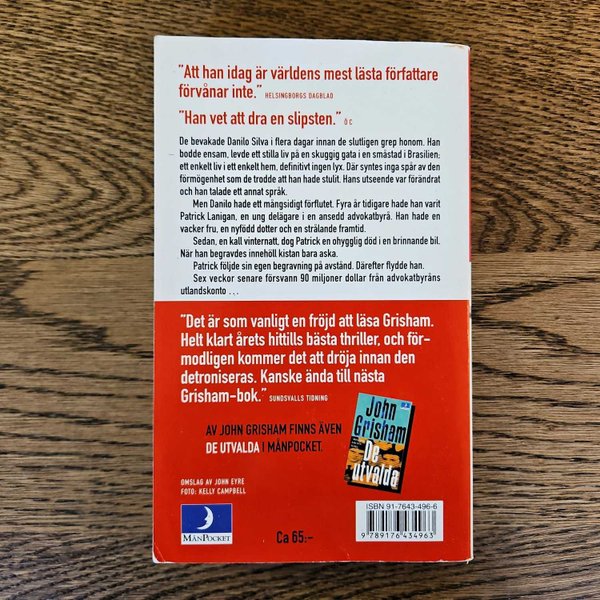 "Att han idag är världens mest lästa författare
förvånar inte." HELSINGBORGS DAGBLAD
"Han vet att dra en slipsten." ÖC
De bevakade Danilo Silva i flera dagar innan de slutligen grep honom. Han
bodde ensam, levde ett stilla liv på en skuggig gata i en småstad i Brasilien;
ett enkelt liv i ett enkelt hem, definitivt ingen lyx. Där syntes inga spår av den
förmögenhet som de trodde att han hade stulit. Hans utseende var förändrat
och han talade ett annat språk.
Men Danilo hade ett mångsidigt förflutet. Fyra år tidigare hade han varit
Patrick Lanigan, en ung delägare i en ansedd advokatbyrå. Han hade en
vacker fru, en nyfödd dotter och en strålande framtid.
Sedan, en kall vinternatt, dog Patrick en ohygglig död i en brinnande bil.
När han begravdes innehöll kistan bara aska.
Patrick följde sin egen begravning på avstånd. Därefter flydde han.
Sex veckor senare försvann 90 miljoner dollar från advokatbyråns
utlandskonto ...
"Det är som vanligt en fröjd att läsa Grisham.
Helt klart årets hittills bästa thriller, och för-
modligen kommer det att dröja innan den
detroniseras. Kanske ända till nästa
Grisham-bok." SUNDSVALLS TIDNING
AV JOHN GRISHAM FINNS ÄVEN
DE UTVALDA I MÅNPOCKET.
John
Grisham
De
utvalda
OMSLAG AV JOHN EYRE
FOTO: KELLY CAMPBELL
MÅNPOCKET
Ca 65:-
ISBN 91-7643-496-6
9 789176 434963